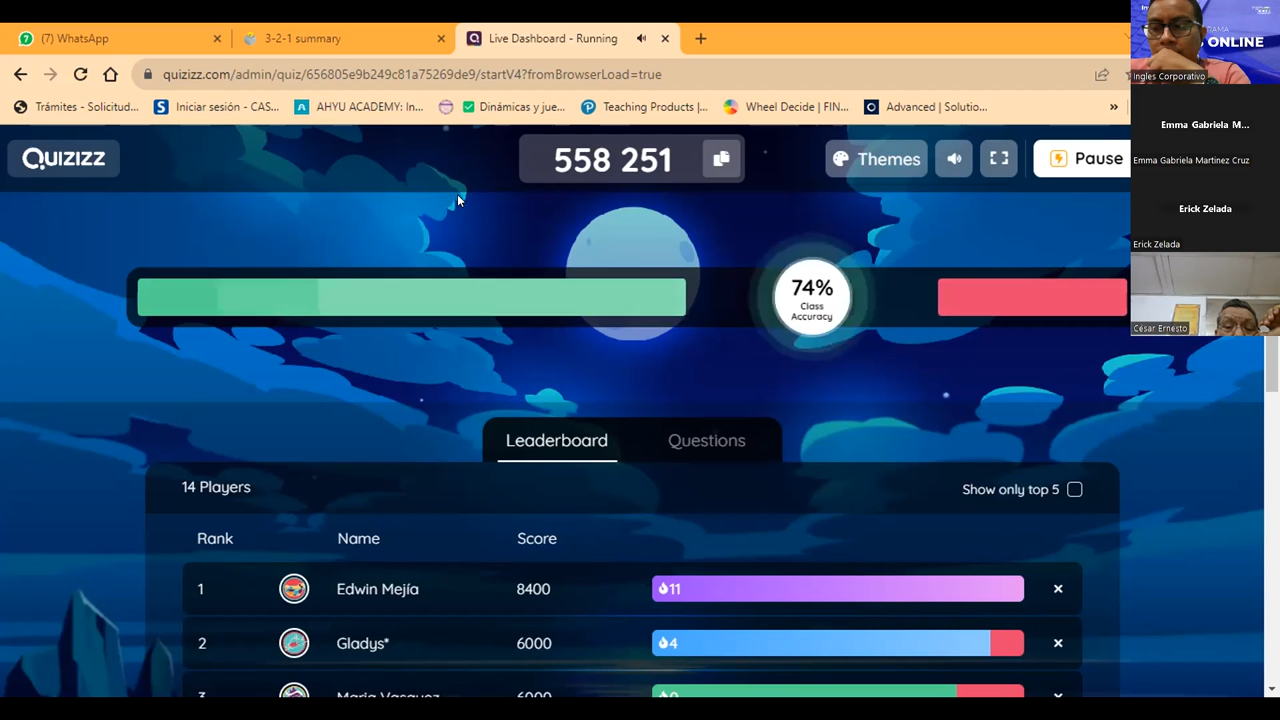 (7) WhatsApp
3-2-1 summary
Live Dashboard - Running
quizizz.com/admin/quiz/656805e9b249c81a75269de9/startV4?fromBrowserLoad=true
Trámites - Solicitud...
Iniciar sesión - CAS...
AHYU ACADEMY: In...
Dinámicas y jue...
Teaching Products |...
Wheel Decide | FIN...
Advanced | Solutio...
»
QUIZIZZ
558 251
Themes
Pause
74%
Class
Accuracy
Leaderboard
Questions
14 Players
Show only top 5
Rank
Name
Score
1
Edwin Mejía
8400
11
2
Gladys*
6000
4
3
Maria Vasquez
6000
ONLINE
Ingles Corporativo
Emma Gabriela M...
Emma Gabriela Martinez Cruz
Erick Zelada
Erick Zelada
César Ernesto